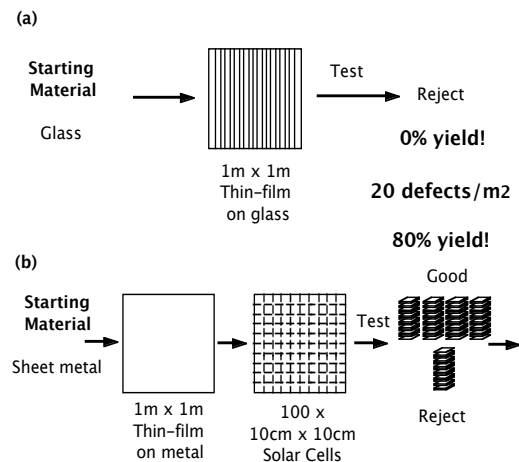 (a)
Starting
Material
Glass
1m x 1m
Thin-film
on glass
Test
Reject
0% yield!
20 defects/m2
80% yield!
(b)
Starting
Material
Sheet metal
1m x 1m
Thin-film
on metal
100 x
10cm x 10cm
Solar Cells
Test
Good
Reject